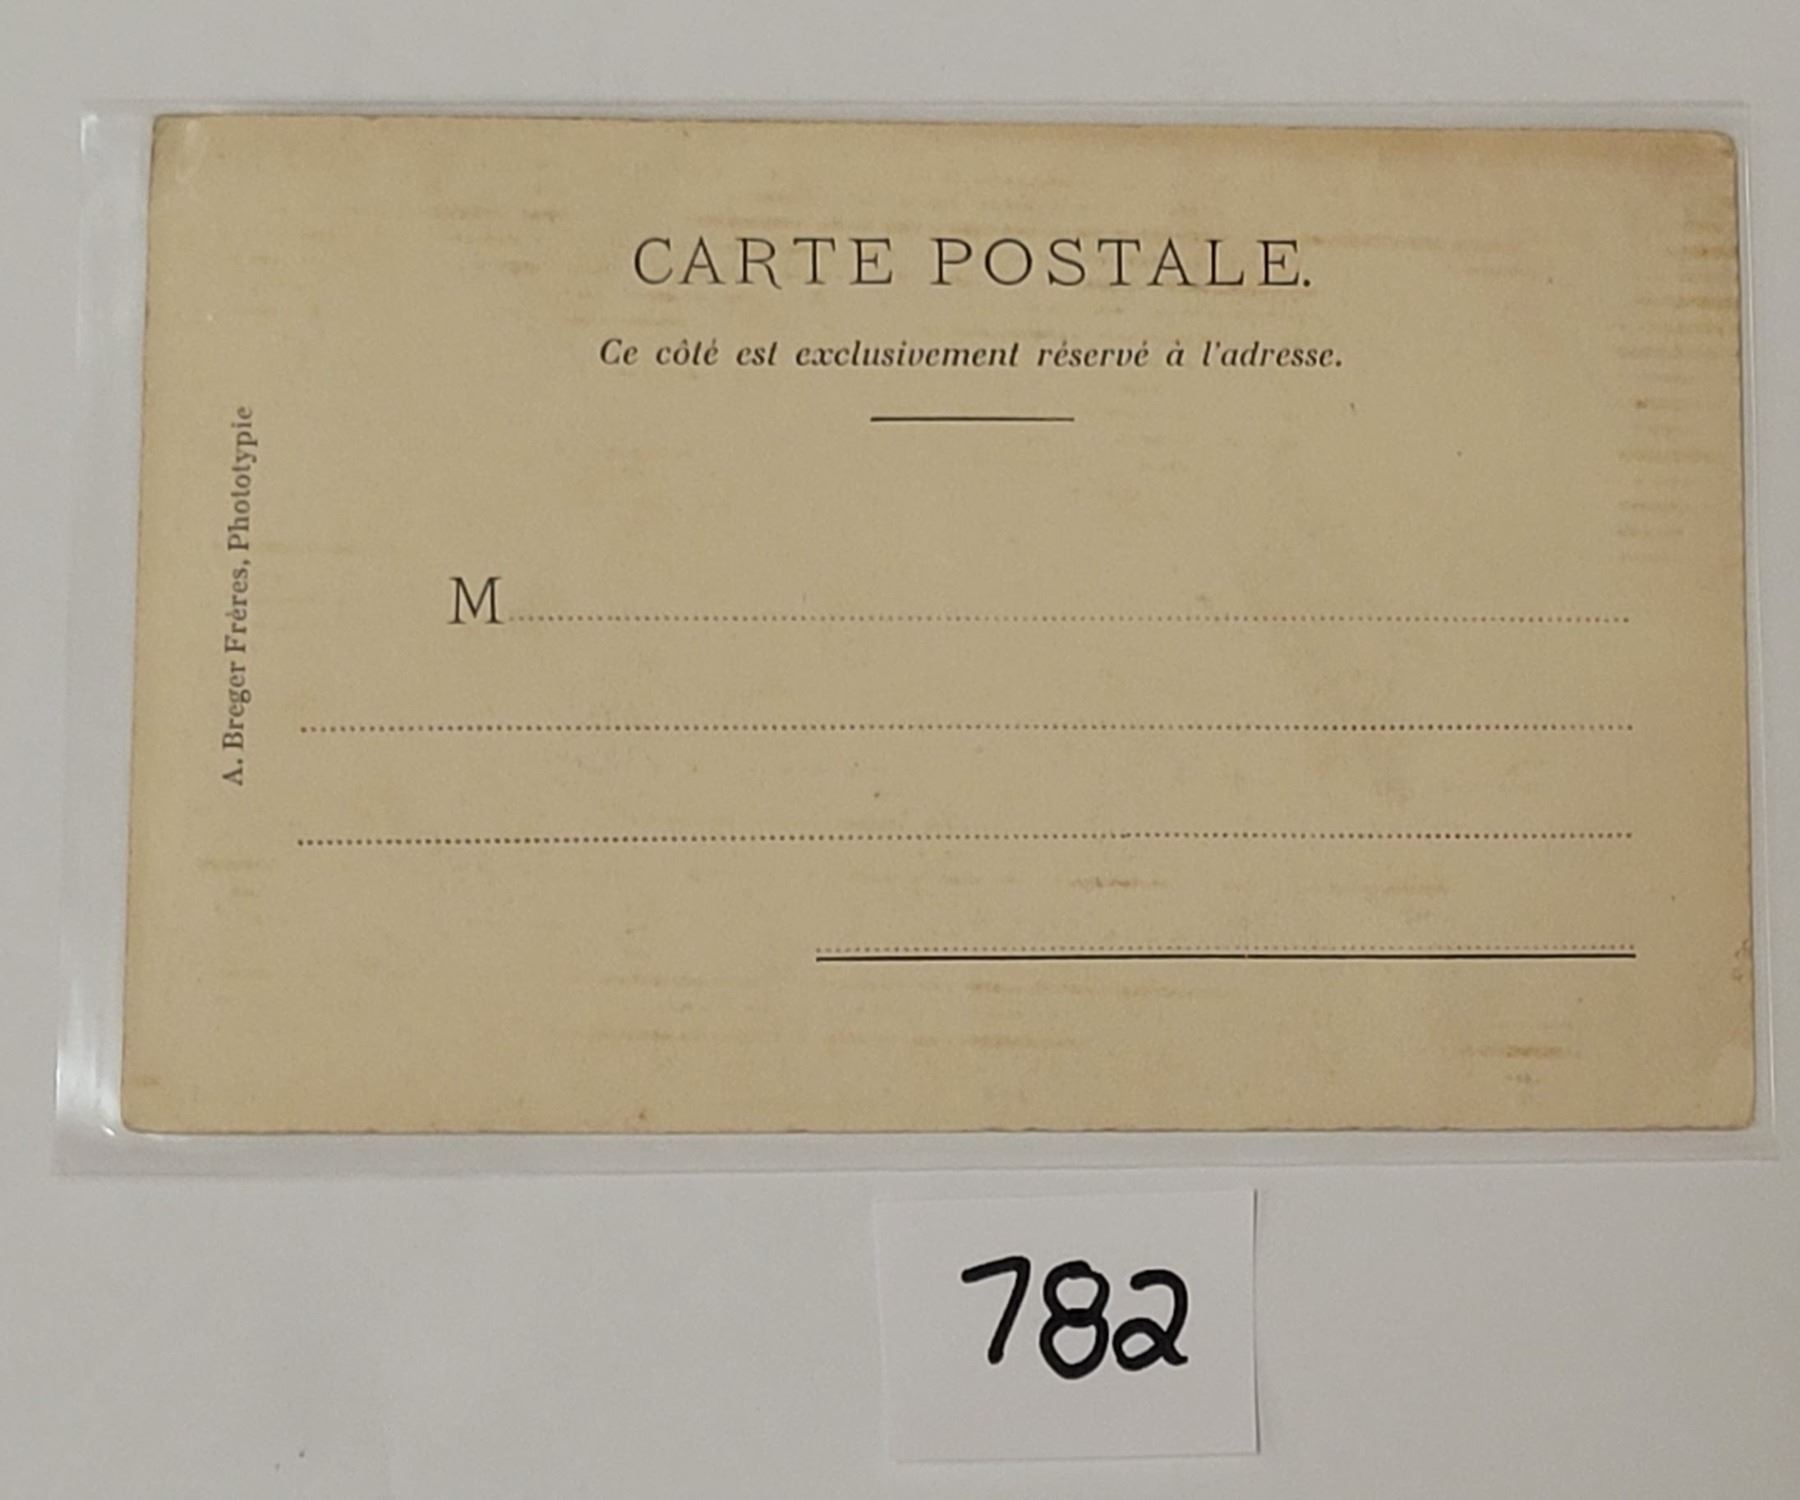 CARTE POSTALE.
Ce côté est exclusivement réservé à l'adresse.
A. Breger Frères, Phototypie
M
782